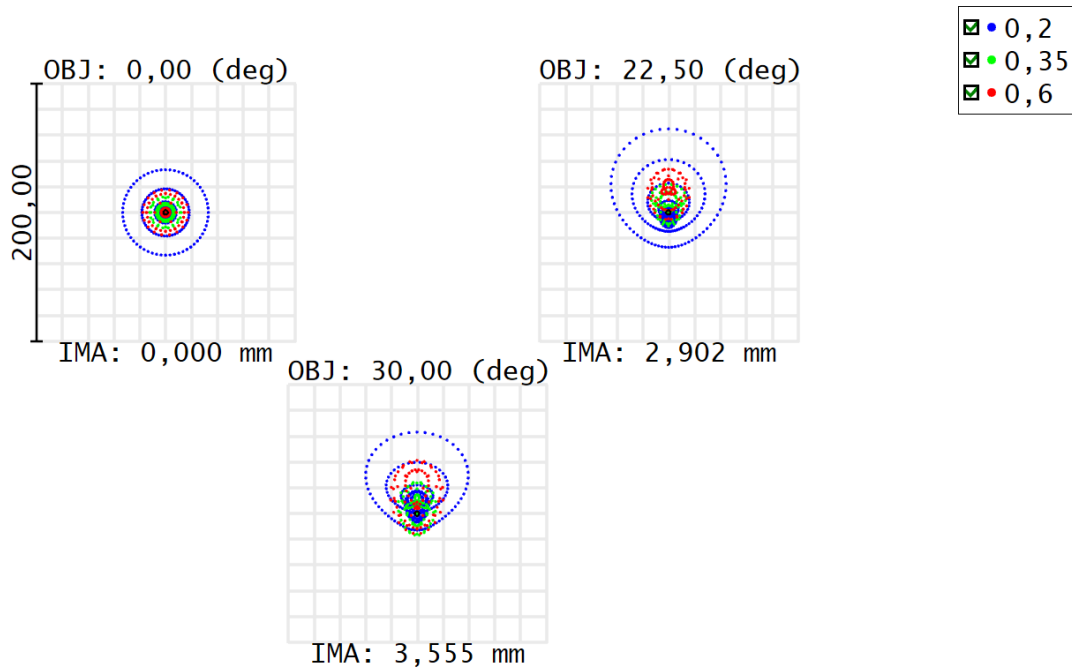 OBJ: 0,00 (deg)
200,00
IMA: 0,000 mm
OBJ: 22,50 (deg)
IMA: 2,902 mm
OBJ: 30,00 (deg)
IMA: 3,555 mm
0,2
0,35
0,6